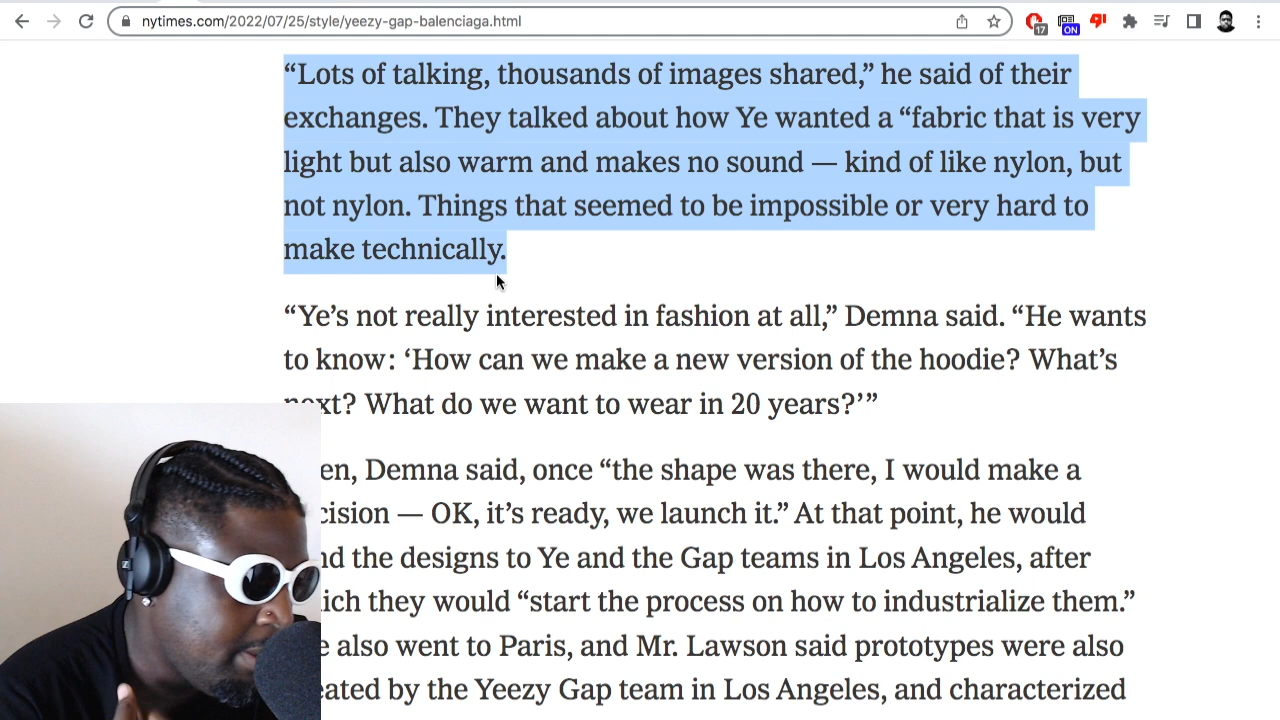 nytimes.com/2022/07/25/style/yeezy-gap-balenciaga.html
17
ON
“Lots of talking, thousands of images shared,” he said of their
exchanges. They talked about how Ye wanted a “fabric that is very
light but also warm and makes no sound — kind of like nylon, but
not nylon. Things that seemed to be impossible or very hard to
make technically.
“Ye’s not really interested in fashion at all,” Demna said. “He wants
to know: ‘How can we make a new version of the hoodie? What’s
next? What do we want to wear in 20 years?’”
en, Demna said, once “the shape was there, I would make a
cision — OK, it’s ready, we launch it.” At that point, he would
nd the designs to Ye and the Gap teams in Los Angeles, after
ich they would “start the process on how to industrialize them.”
e also went to Paris, and Mr. Lawson said prototypes were also
eated by the Yeezy Gap team in Los Angeles, and characterized